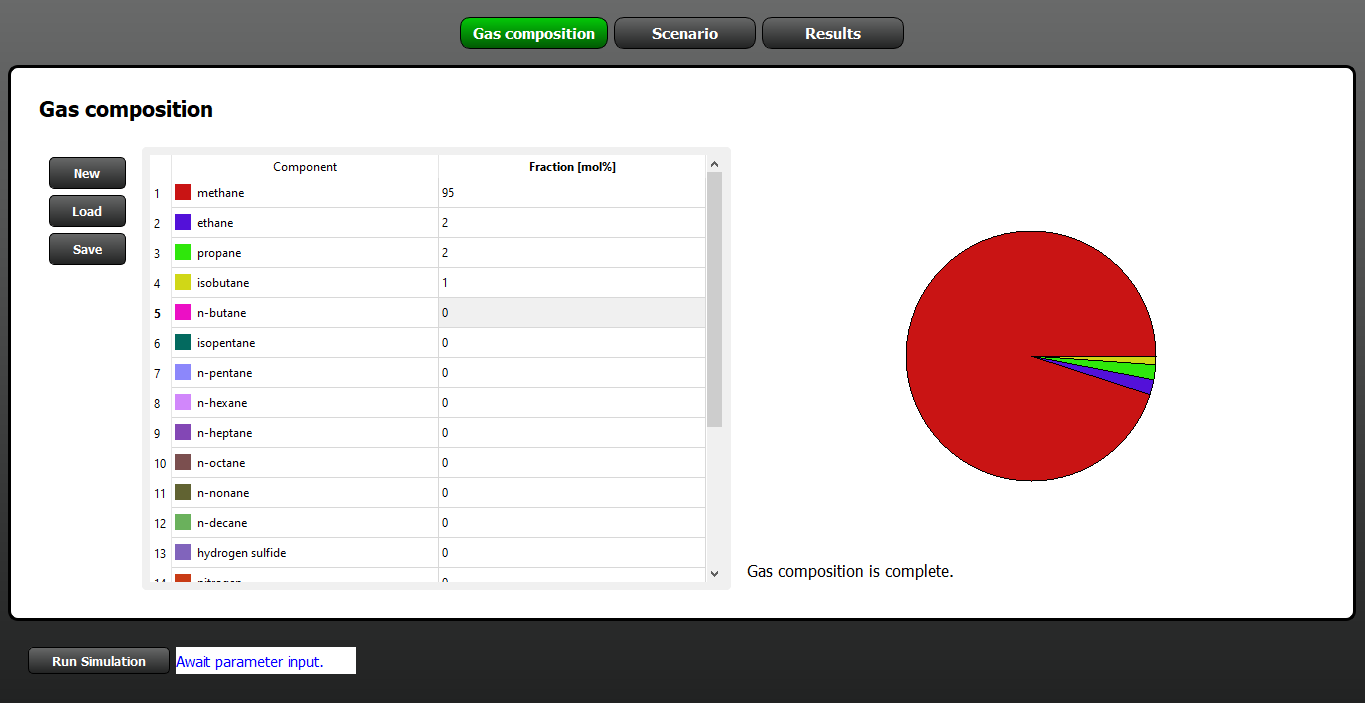 Gas composition Scenario Results
Gas composition
New
Load
Save
Component Fraction [mol%]
1 methane 95
2 ethane 2
3 propane 2
4 isobutane 1
5 n-butane 0
6 isopentane 0
7 n-pentane 0
8 n-hexane 0
9 n-heptane 0
10 n-octane 0
11 n-nonane 0
12 n-decane 0
13 hydrogen sulfide 0
14 nitrogen 0
Gas composition is complete.
Run Simulation Await parameter input.